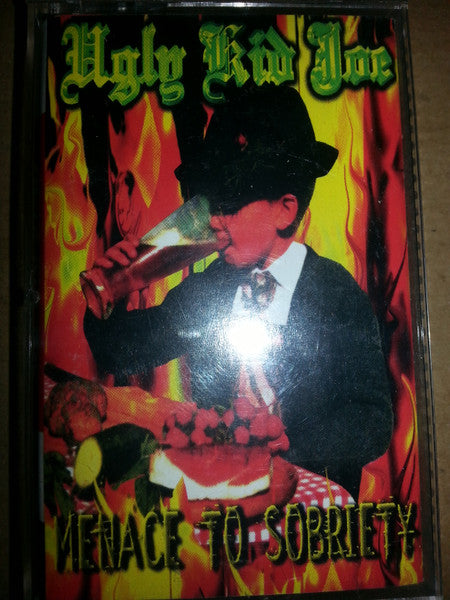 Ugly Kid Joe
MENACE TO SOBRIETY